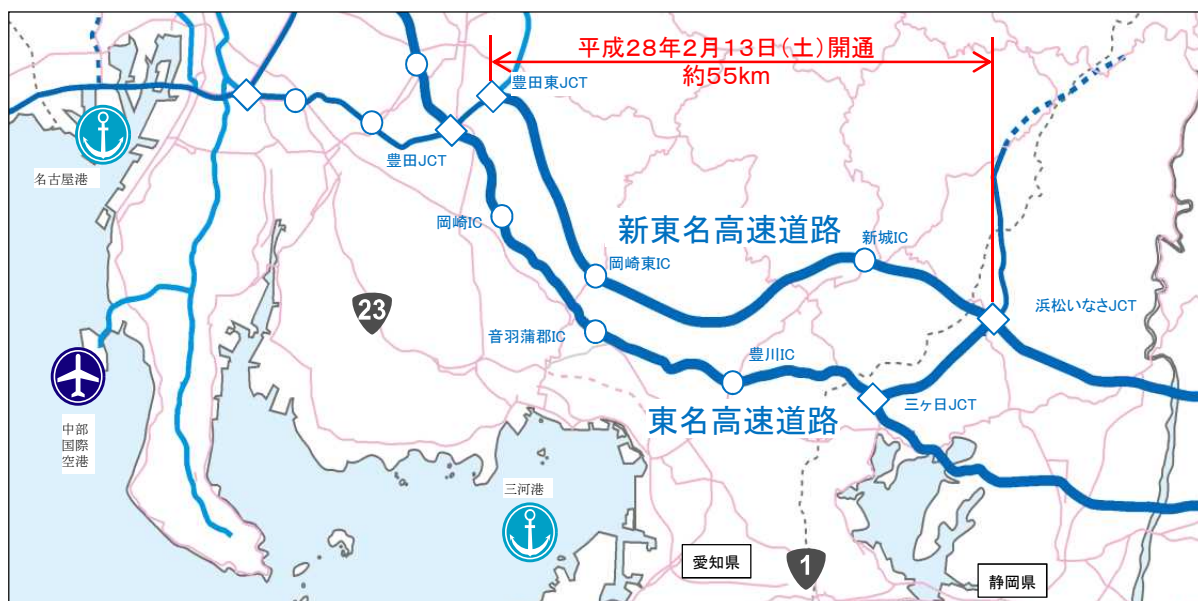 平成28年2月13日(土)開通
約55km
豊田東JCT
名古屋港
豊田JCT
岡崎IC
新東名高速道路
新城IC
岡崎東IC
23
浜松いなさJCT
音羽蒲郡IC
豊川IC
三ヶ日JCT
東名高速道路
中部
国際
空港
三河港
愛知県
1
静岡県